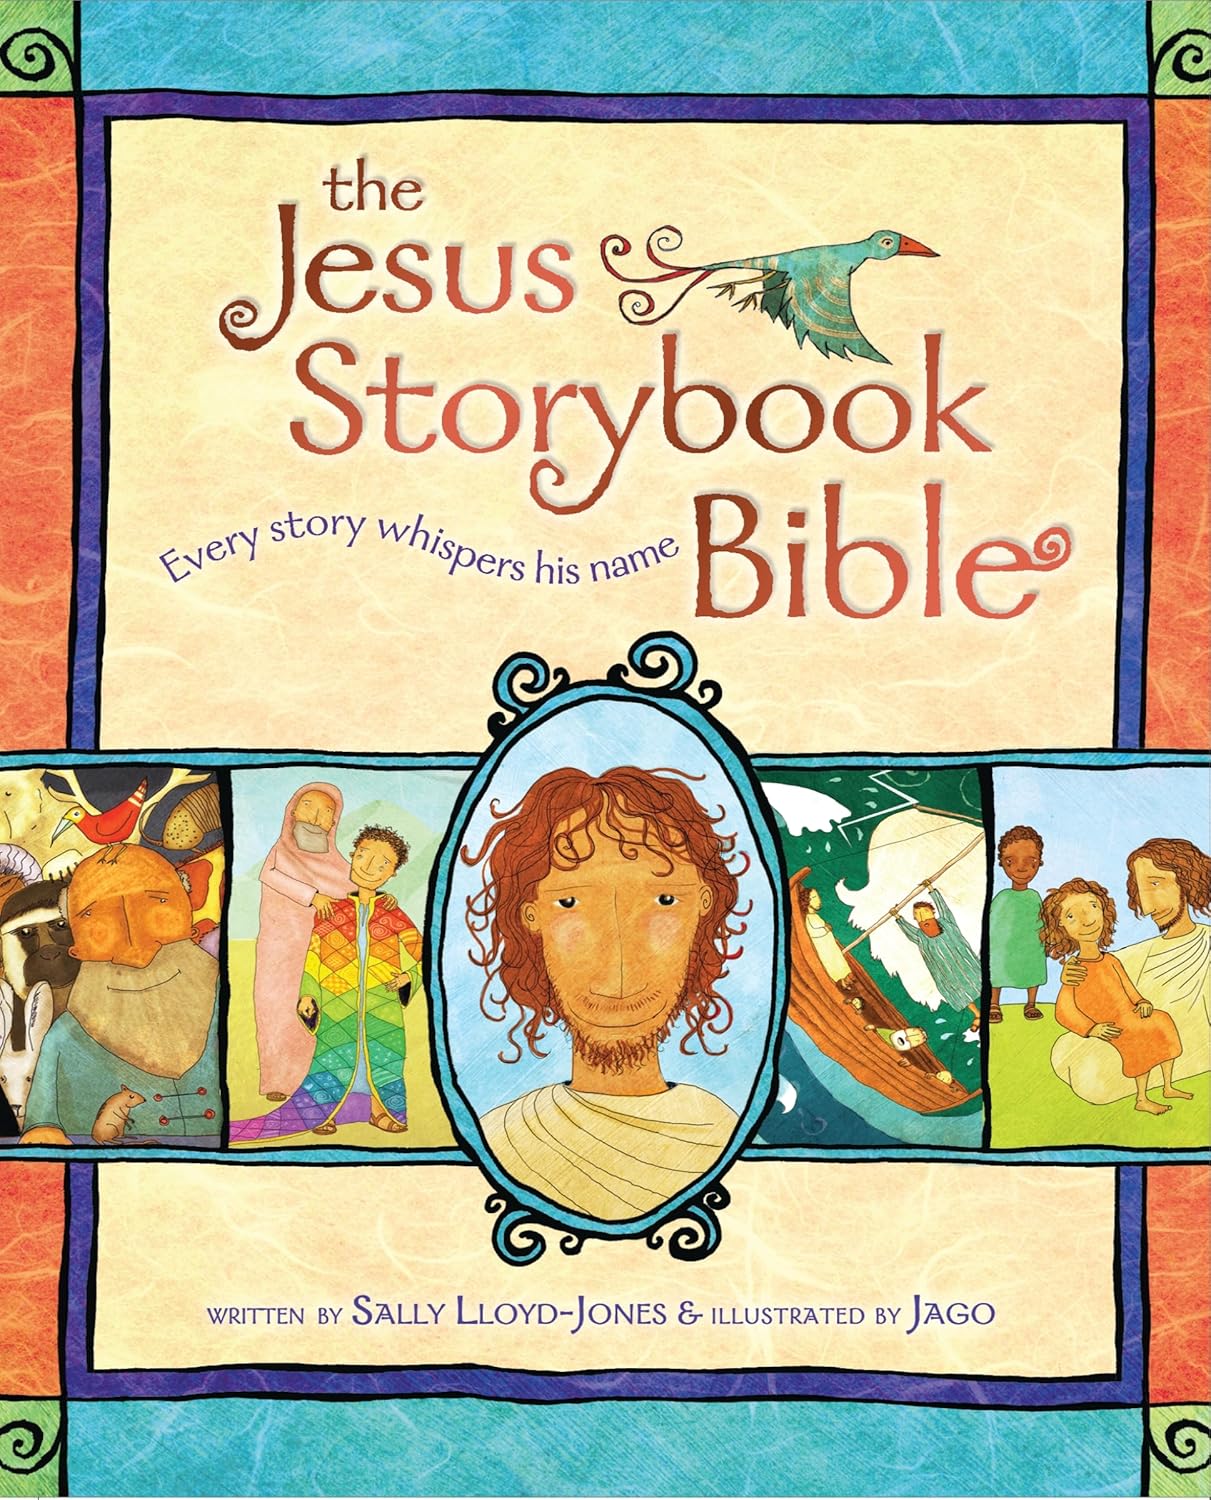 the
Jesus
Storybook
Every story whispers his name
Bible
WRITTEN BY SALLY LLOYD-JONES & ILLUSTRATED BY JAGO